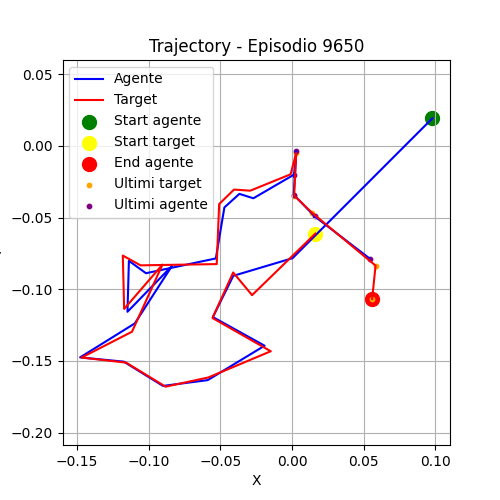 Trajectory - Episodio 9650
Agente
Target
Start agente
Start target
End agente
Ultimi target
Ultimi agente
0.05
0.00
−0.05
−0.10
−0.15
−0.20
−0.15
−0.10
−0.05
0.00
0.05
0.10
X